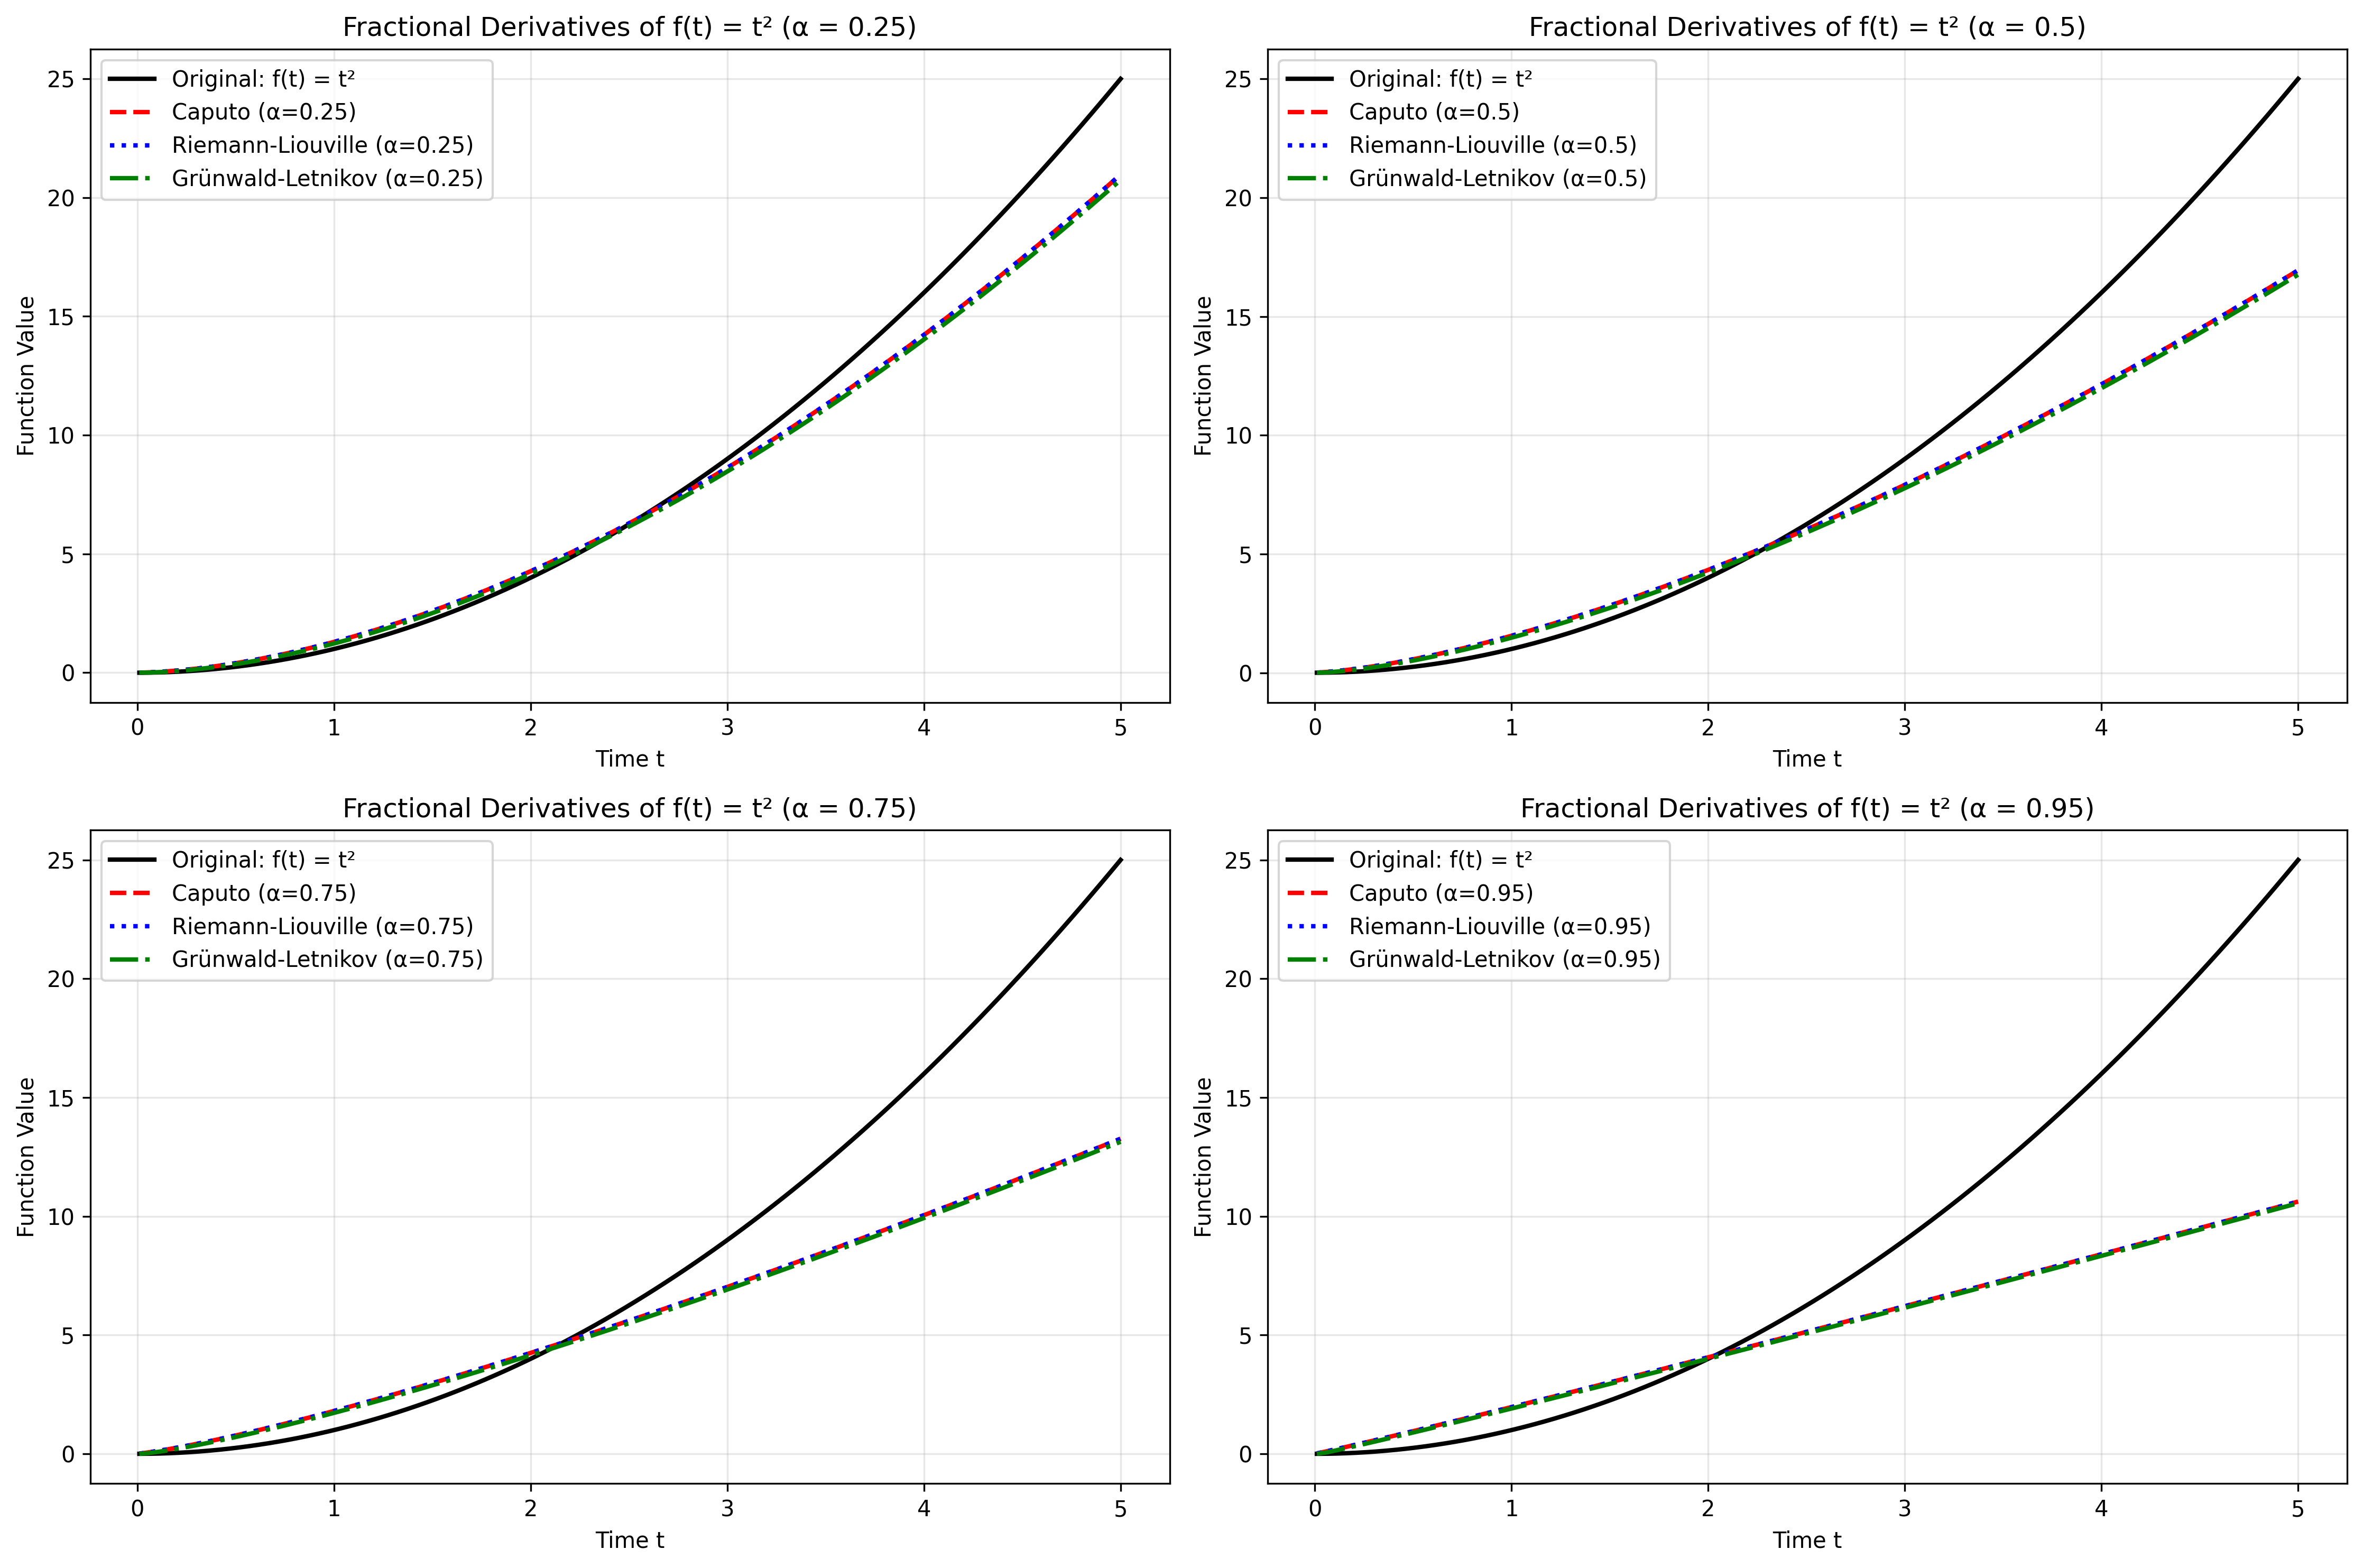 Fractional Derivatives of f(t) = t² (α = 0.25)
Original: f(t) = t²
Caputo (α=0.25)
Riemann-Liouville (α=0.25)
Grünwald-Letnikov (α=0.25)
Function Value
25
20
15
10
5
0
0 1 2 3 4 5
Time t
Fractional Derivatives of f(t) = t² (α = 0.5)
Original: f(t) = t²
Caputo (α=0.5)
Riemann-Liouville (α=0.5)
Grünwald-Letnikov (α=0.5)
Function Value
25
20
15
10
5
0
0 1 2 3 4 5
Time t
Fractional Derivatives of f(t) = t² (α = 0.75)
Original: f(t) = t²
Caputo (α=0.75)
Riemann-Liouville (α=0.75)
Grünwald-Letnikov (α=0.75)
Function Value
25
20
15
10
5
0
0 1 2 3 4 5
Time t
Fractional Derivatives of f(t) = t² (α = 0.95)
Original: f(t) = t²
Caputo (α=0.95)
Riemann-Liouville (α=0.95)
Grünwald-Letnikov (α=0.95)
Function Value
25
20
15
10
5
0
0 1 2 3 4 5
Time t